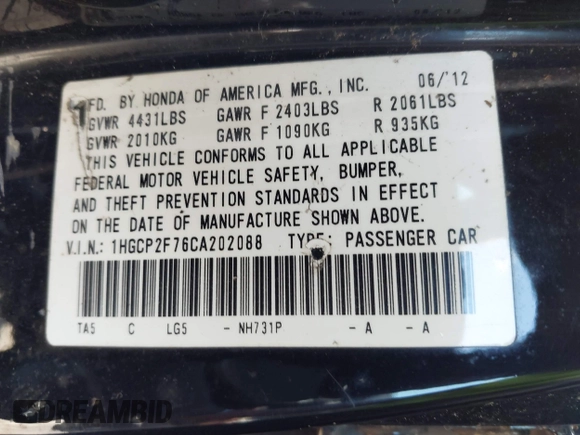 MFD. BY HONDA OF AMERICA MFG., INC. 06/'12
GVWR 4431LBS GAWR F 2403LBS R 2061LBS
GVWR 2010KG GAWR F 1090KG R 935KG
THIS VEHICLE CONFORMS TO ALL APPLICABLE
FEDERAL MOTOR VEHICLE SAFETY, BUMPER,
AND THEFT PREVENTION STANDARDS IN EFFECT
ON THE DATE OF MANUFACTURE SHOWN ABOVE.
V.I.N.: 1HGCP2F76CA202088 TYPE: PASSENGER CAR
TA5 C LG5 - NH731P - A - A
DREAMBID